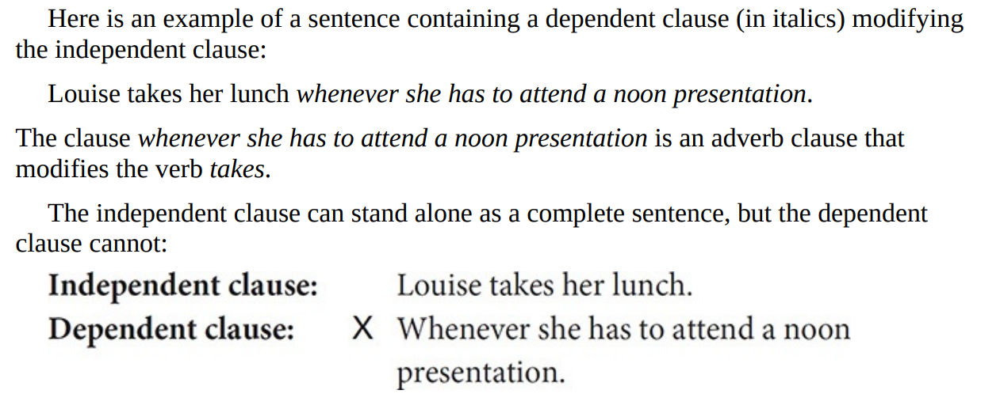 Here is an example of a sentence containing a dependent clause (in italics) modifying
the independent clause:
Louise takes her lunch whenever she has to attend a noon presentation.
The clause whenever she has to attend a noon presentation is an adverb clause that
modifies the verb takes.
The independent clause can stand alone as a complete sentence, but the dependent
clause cannot:
Independent clause: Louise takes her lunch.
Dependent clause: X Whenever she has to attend a noon
presentation.